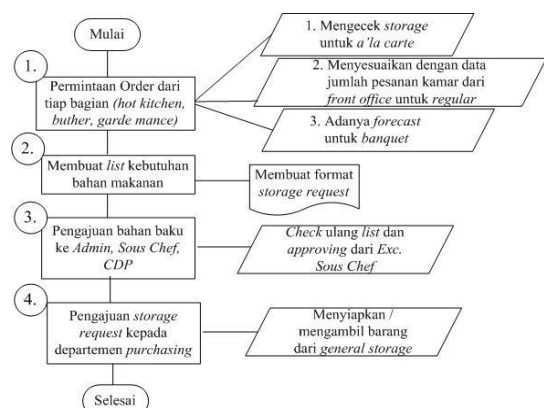 Mulai
1.
Permintaan Order dari
tiap bagian (hot kitchen,
buther, garde mance)
1. Mengecek storage
untuk a'la carte
2. Menyesuaikan dengan data
jumlah pesanan kamar dari
front office untuk regular
3. Adanya forecast
untuk banquet
2.
Membuat list kebutuhan
bahan makanan
Membuat format
storage request
3.
Pengajuan bahan baku
ke Admin, Sous Chef,
CDP
Check ulang list dan
approving dari Exc.
Sous Chef
4.
Pengajuan storage
request kepada
departemen purchasing
Menyiapkan /
mengambil barang
dari general storage
Selesai